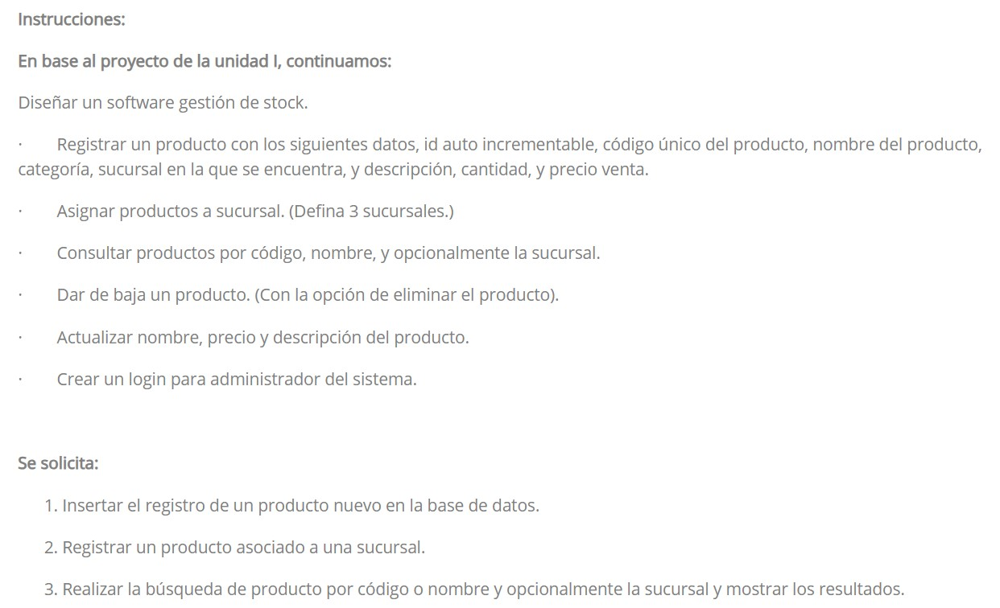 Instrucciones:
En base al proyecto de la unidad I, continuamos:
Diseñar un software gestión de stock.
· Registrar un producto con los siguientes datos, id auto incrementable, código único del producto, nombre del producto,
categoría, sucursal en la que se encuentra, y descripción, cantidad, y precio venta.
· Asignar productos a sucursal. (Defina 3 sucursales.)
· Consultar productos por código, nombre, y opcionalmente la sucursal.
· Dar de baja un producto. (Con la opción de eliminar el producto).
· Actualizar nombre, precio y descripción del producto.
· Crear un login para administrador del sistema.
Se solicita:
1. Insertar el registro de un producto nuevo en la base de datos.
2. Registrar un producto asociado a una sucursal.
3. Realizar la búsqueda de producto por código o nombre y opcionalmente la sucursal y mostrar los resultados.